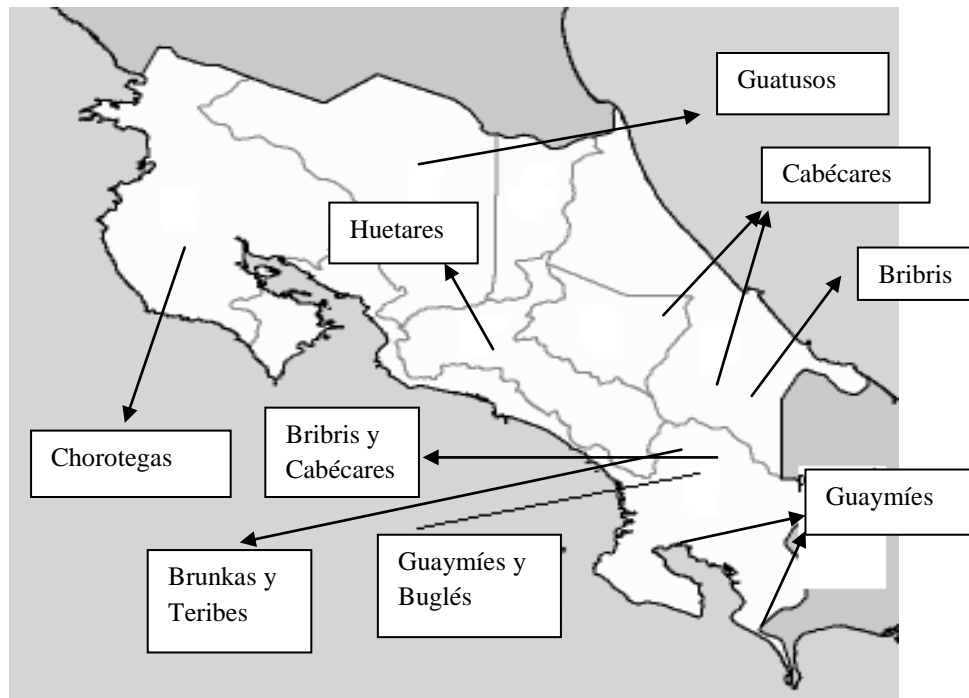 Guatusos
Cabécares
Huetares
Bribris
Chorotegas
Bribris y
Cabécares
Guaymíes
Brunkas y
Teribes
Guaymíes y
Buglés